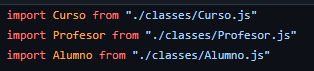 import Curso from "./classes/Curso.js"
import Profesor from "./classes/Profesor.js"
import Alumno from "./classes/Alumno.js"